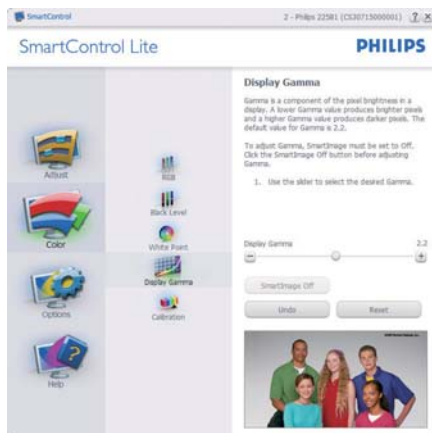 SmartControl
2 - Philips 225B1 (CS30715000001)
?
x
SmartControl Lite
PHILIPS
Adjust
Color
Options
Help
RGB
Black Level
White Point
Display Gamma
Calibration
Display Gamma
Gamma is a component of the pixel brightness in a
display. A lower Gamma value produces brighter pixels
and a higher Gamma value produces darker pixels. The
default value for Gamma is 2.2.
To adjust Gamma, SmartImage must be set to Off.
Click the SmartImage Off button before adjusting
Gamma.
1. Use the slider to select the desired Gamma.
Display Gamma
2.2
SmartImage Off
Undo
Reset